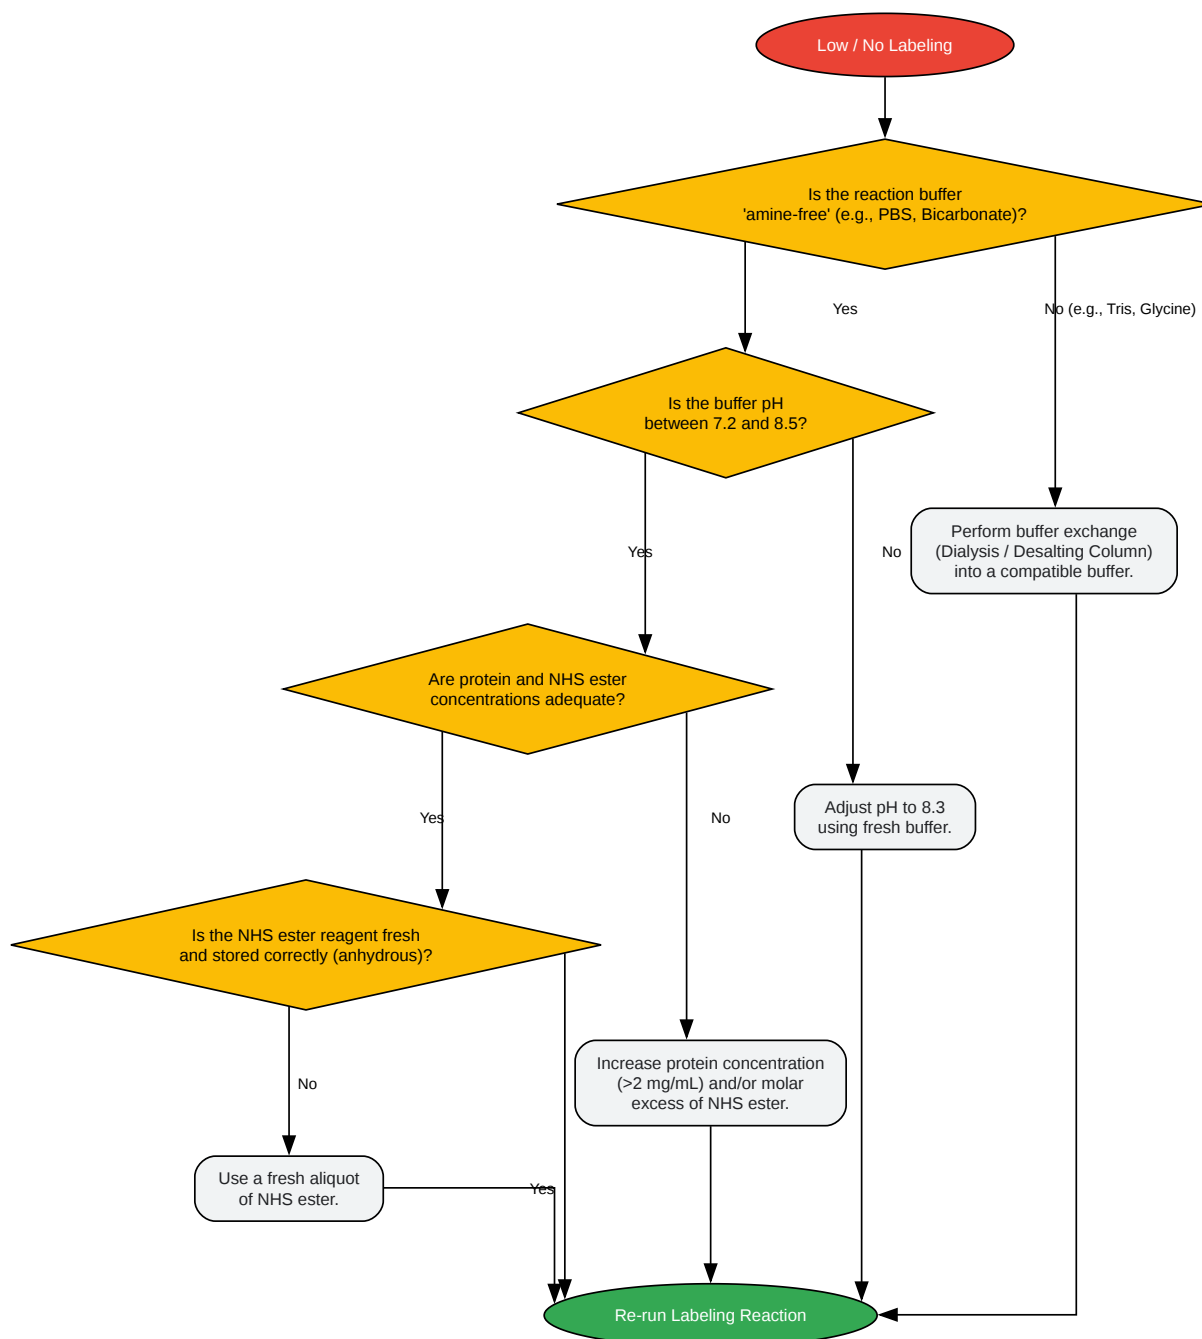 Low / No Labeling
Is the reaction buffer
'amine-free' (e.g., PBS, Bicarbonate)?
Yes
No (e.g., Tris, Glycine)
Is the buffer pH
between 7.2 and 8.5?
Yes
No
Perform buffer exchange
(Dialysis / Desalting Column)
into a compatible buffer.
Are protein and NHS ester
concentrations adequate?
Yes
No
Adjust pH to 8.3
using fresh buffer.
Is the NHS ester reagent fresh
and stored correctly (anhydrous)?
No
Increase protein concentration
(>2 mg/mL) and/or molar
excess of NHS ester.
Use a fresh aliquot
of NHS ester.
Yes
Re-run Labeling Reaction